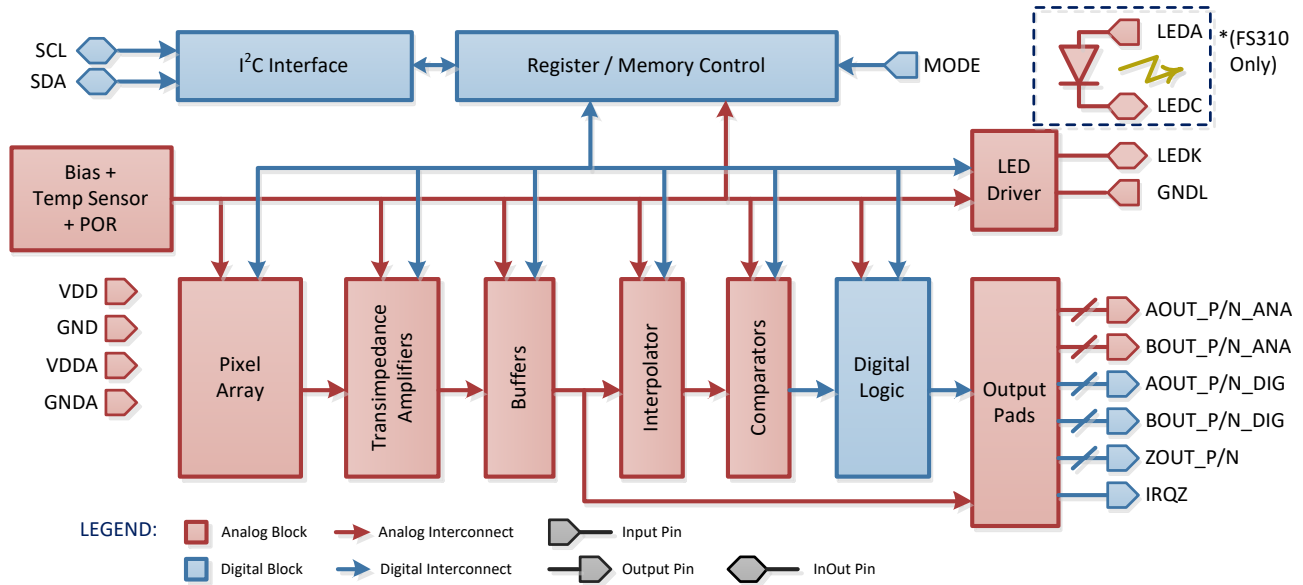 SCL
SDA
I²C Interface
Register / Memory Control
MODE
LEDA
LEDC
*(FS310
Only)
Bias +
Temp Sensor
+ POR
LED
Driver
LEDK
GNDL
VDD
GND
VDDA
GNDA
Pixel
Array
Transimpedance
Amplifiers
Buffers
Interpolator
Comparators
Digital
Logic
Output
Pads
AOUT_P/N_ANA
BOUT_P/N_ANA
AOUT_P/N_DIG
BOUT_P/N_DIG
ZOUT_P/N
IRQZ
LEGEND:
Analog Block
Analog Interconnect
Input Pin
Digital Block
Digital Interconnect
Output Pin
InOut Pin